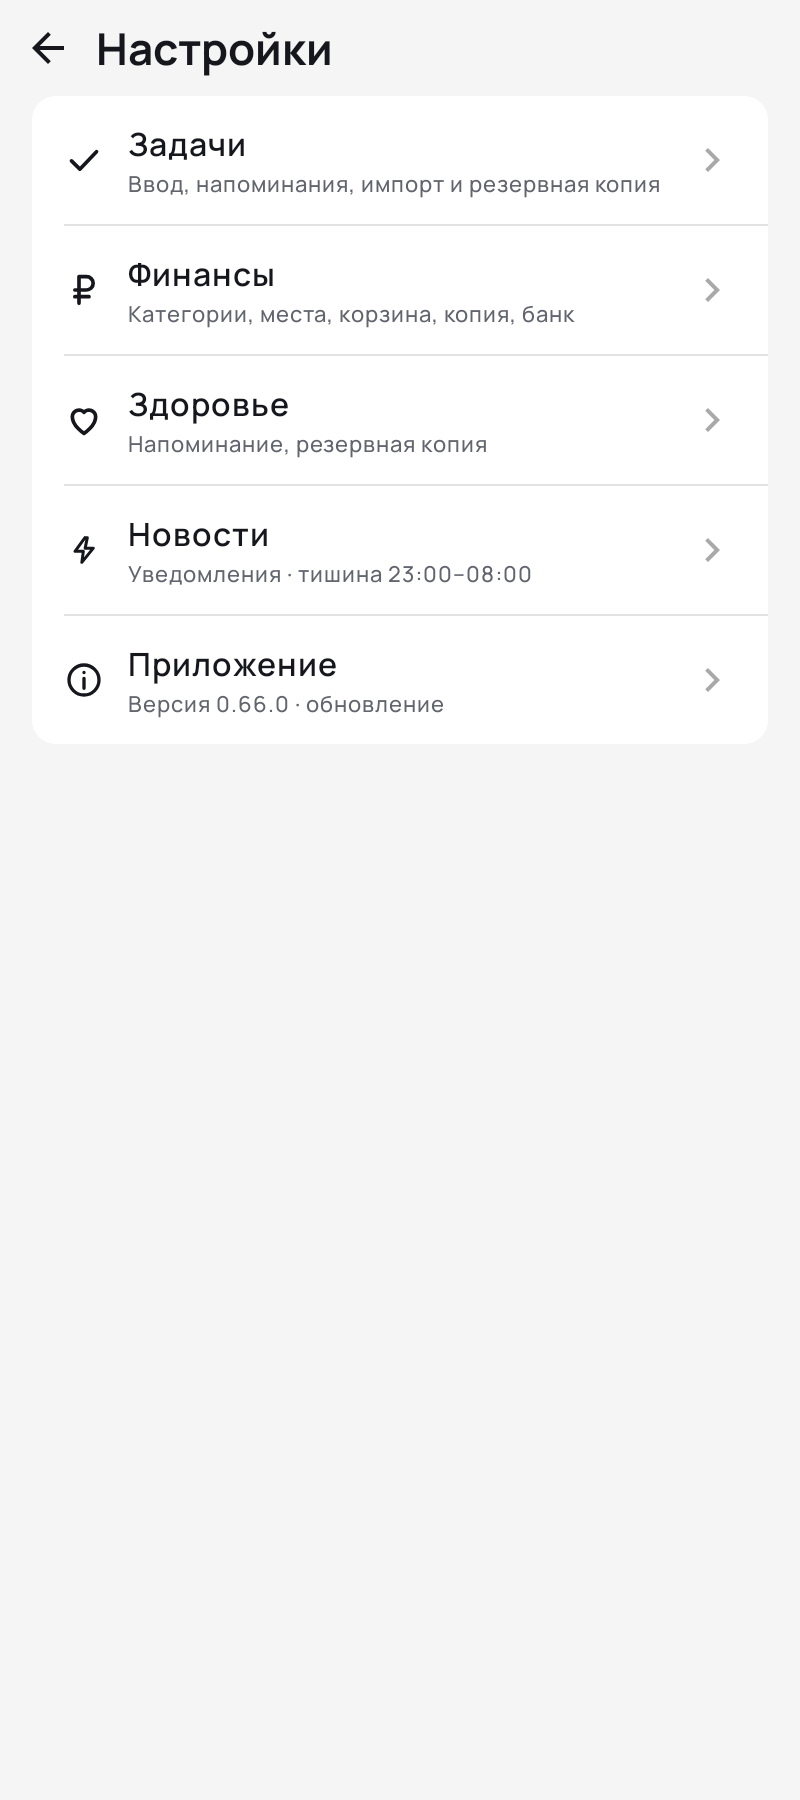 Настройки
Задачи
Ввод, напоминания, импорт и резервная копия
Финансы
Категории, места, корзина, копия, банк
Здоровье
Напоминание, резервная копия
Новости
Уведомления · тишина 23:00–08:00
Приложение
Версия 0.66.0 · обновление